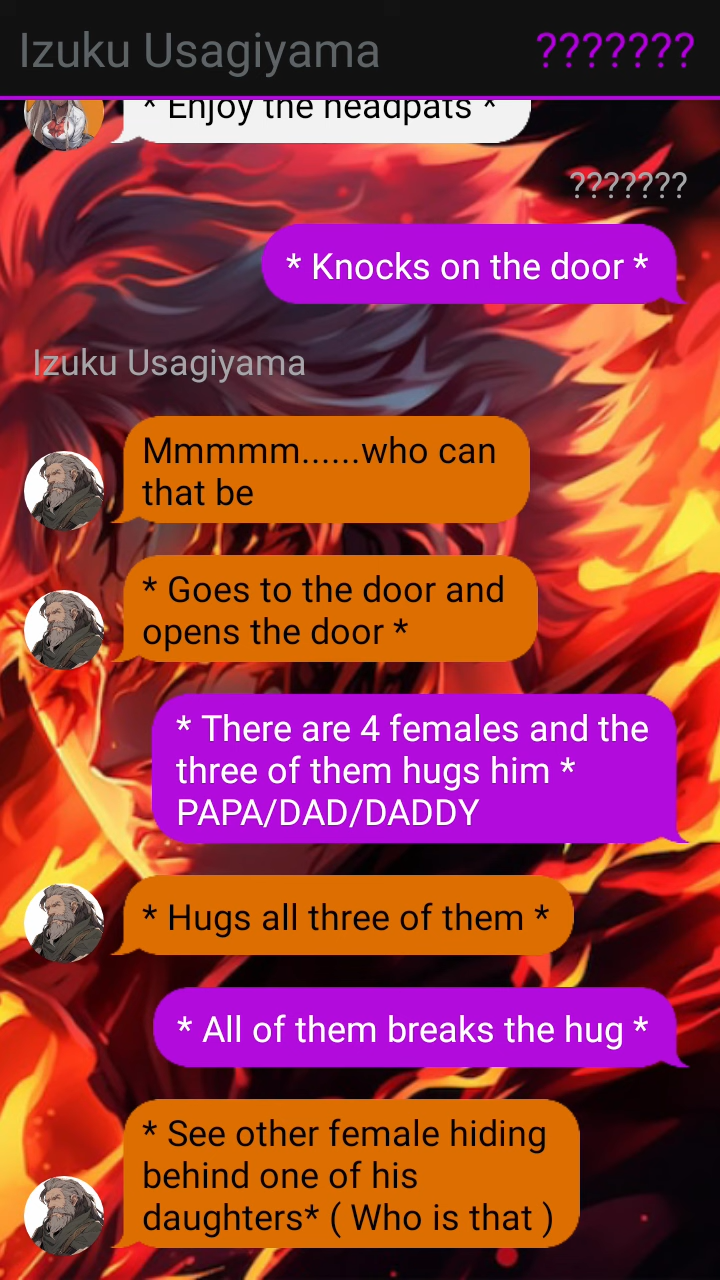 Izuku Usagiyama
???????
* Enjoy the headpats *
???????
* Knocks on the door *
Izuku Usagiyama
Mmmmm......who can
that be
* Goes to the door and
opens the door *
* There are 4 females and the
three of them hugs him *
PAPA/DAD/DADDY
* Hugs all three of them *
* All of them breaks the hug *
* See other female hiding
behind one of his
daughters* ( Who is that )